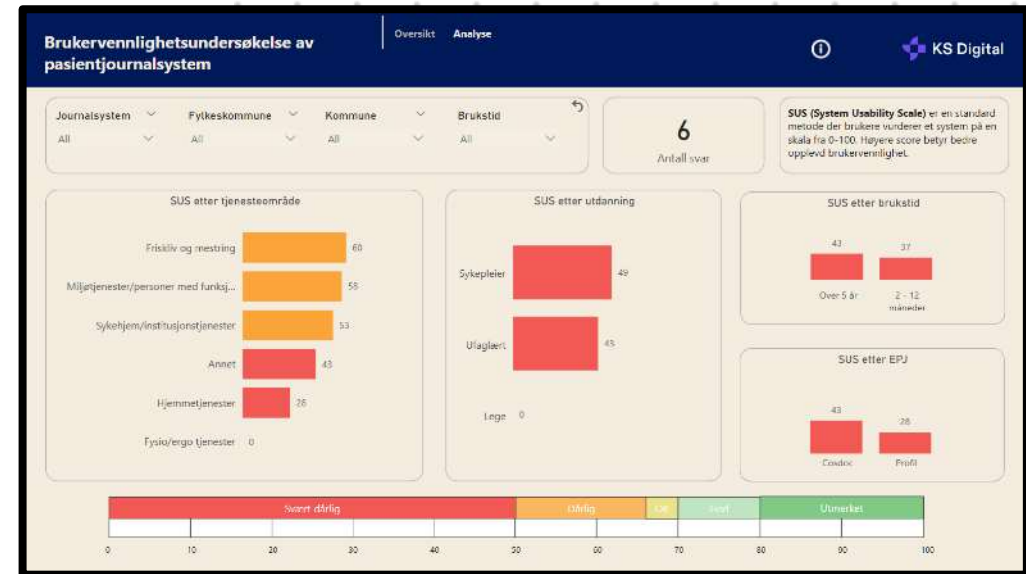 Brukervennlighetsundersøkelse av
pasientjournalsystem
Oversikt Analyse
KS Digital
Journalsystem Fylkeskommune Kommune Brukstid
All All All All
6
Antall svar
SUS (System Usability Scale) er en standard
metode der brukere vurderer et system på en
skala fra 0-100. Høyere score betyr bedre
opplevd brukervennlighet.
SUS etter tjenesteområde
Friskliv og mestring 60
Miljøtjenester/personer med funksj... 58
Sykehjem/institusjonstjenester 53
Annet 43
Hjemmetjenester 28
Fysio/ergo tjenester 0
SUS etter utdanning
Sykepleier 49
Ufaglært 43
Lege 0
SUS etter brukstid
43 37
Over 5 år 2 - 12
måneder
SUS etter EPJ
43 28
Cosdoc Profil
Svært dårlig Dårlig OK Godt Utmerket
0 10 20 30 40 50 60 70 80 90 100